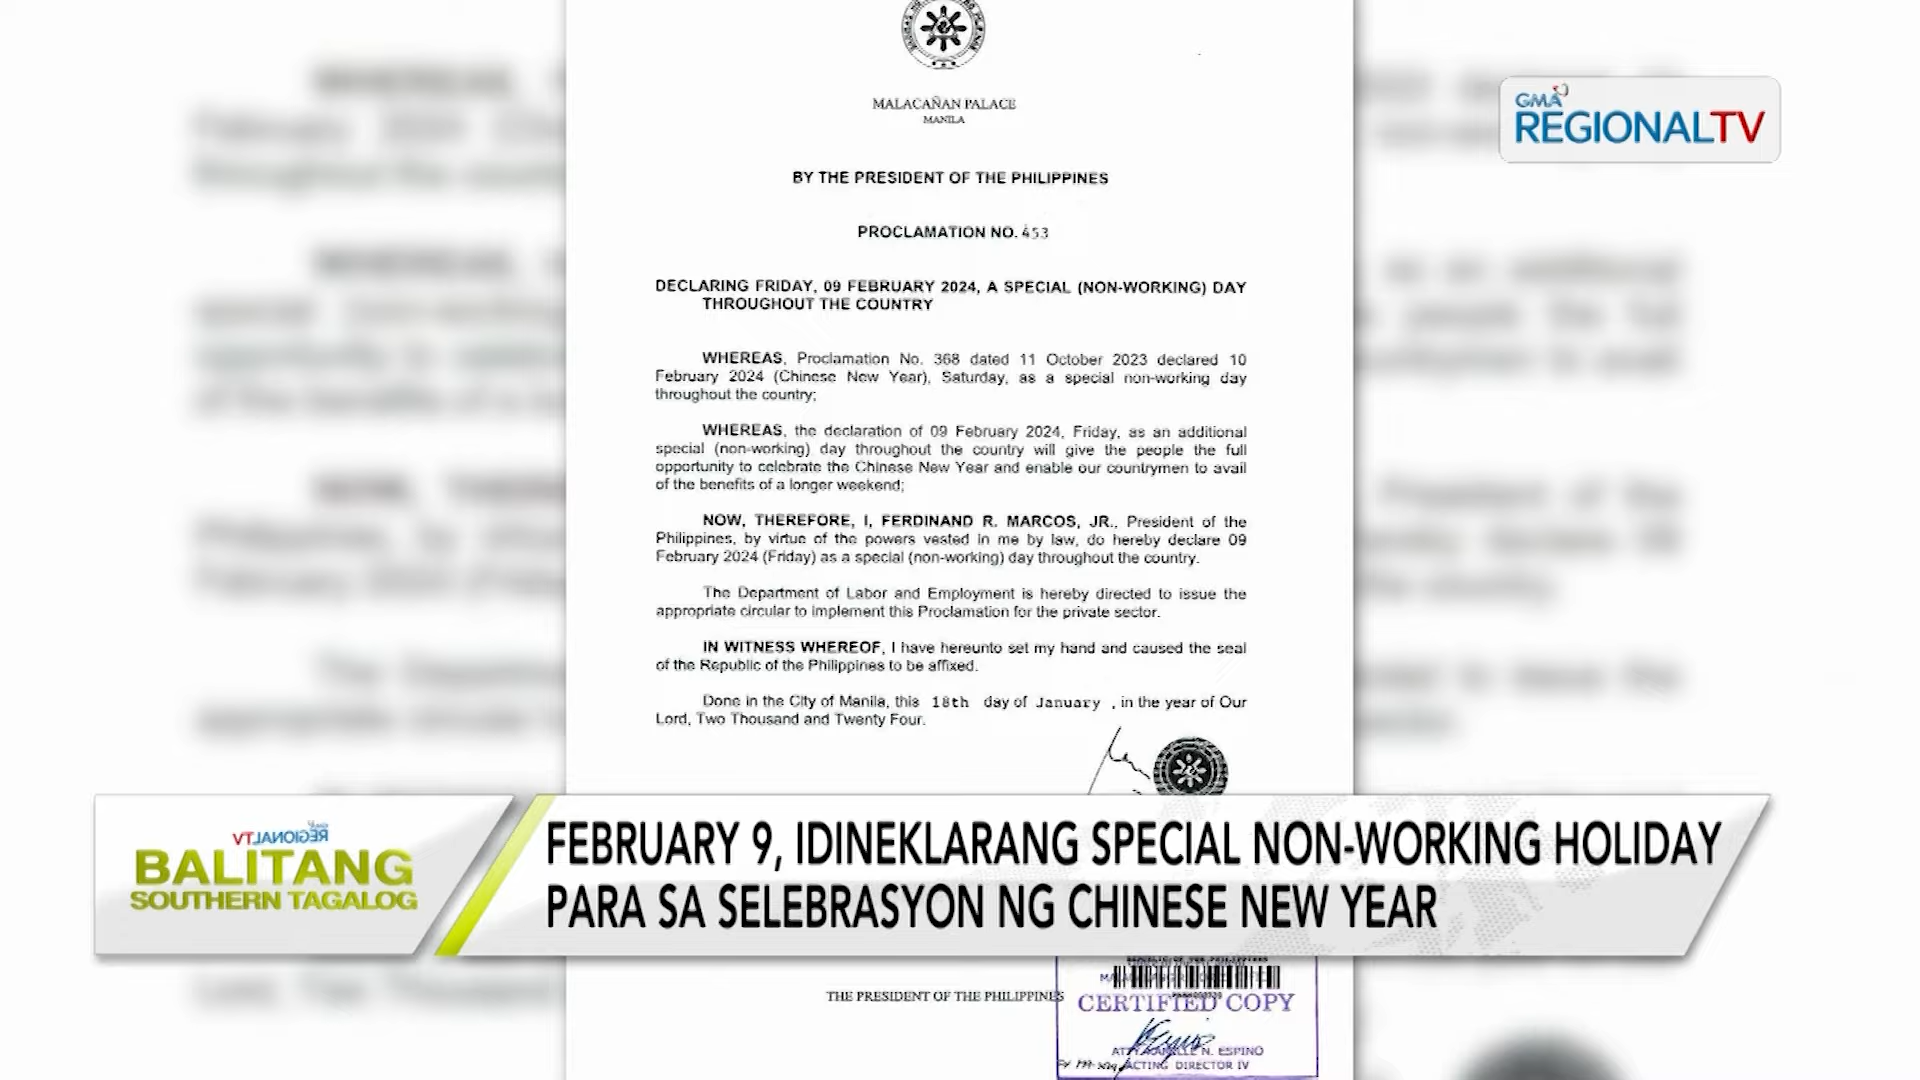 MALACAÑAN PALACE
MANILA
BY THE PRESIDENT OF THE PHILIPPINES
PROCLAMATION NO. 453
DECLARING FRIDAY, 09 FEBRUARY 2024, A SPECIAL (NON-WORKING) DAY
THROUGHOUT THE COUNTRY
WHEREAS, Proclamation No. 368 dated 11 October 2023 declared 10
February 2024 (Chinese New Year), Saturday, as a special non-working day
throughout the country;
WHEREAS, the declaration of 09 February 2024, Friday, as an additional
special (non-working) day throughout the country will give the people the full
opportunity to celebrate the Chinese New Year and enable our countrymen to avail
of the benefits of a longer weekend;
NOW, THEREFORE, I, FERDINAND R. MARCOS, JR., President of the
Philippines, by virtue of the powers vested in me by law, do hereby declare 09
February 2024 (Friday) as a special (non-working) day throughout the country.
The Department of Labor and Employment is hereby directed to issue the
appropriate circular to implement this Proclamation for the private sector.
IN WITNESS WHEREOF, I have hereunto set my hand and caused the seal
of the Republic of the Philippines to be affixed.
Done in the City of Manila, this 18th day of January , in the year of Our
Lord, Two Thousand and Twenty Four.
GMA
REGIONAL TV
REGIONAL TV
BALITANG
SOUTHERN TAGALOG
FEBRUARY 9, IDINEKLARANG SPECIAL NON-WORKING HOLIDAY
PARA SA SELEBRASYON NG CHINESE NEW YEAR
THE PRESIDENT OF THE PHILIPPINES
CERTIFIED COPY
N. ESPINO
ACTING DIRECTOR IV